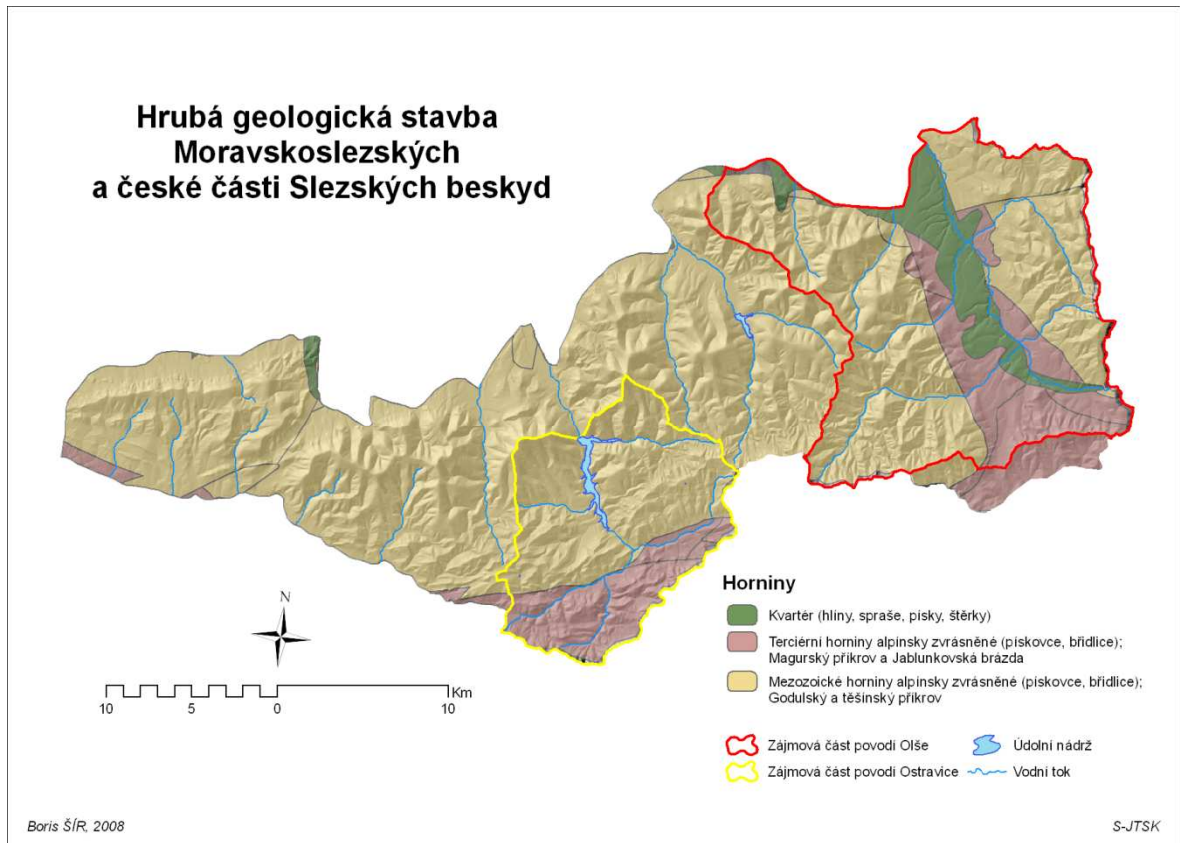 Hrubá geologická stavba
Moravskoslezských
a české části Slezských beskyd
Horniny
Kvartér (hlíny, spraše, písky, štěrky)
Terciérní horniny alpínsky zvrásněné (pískovce, břidlice);
Magurský příkrov a Jablunkovská brázda
Mezozoické horniny alpínsky zvrásněné (pískovce, břidlice);
Godulský a těšínský příkrov
Zájmová část povodí Olše
Údolní nádrž
Zájmová část povodí Ostravice
Vodní tok
N
Km
10 5 0 10
Boris ŠÍR, 2008
S-JTSK